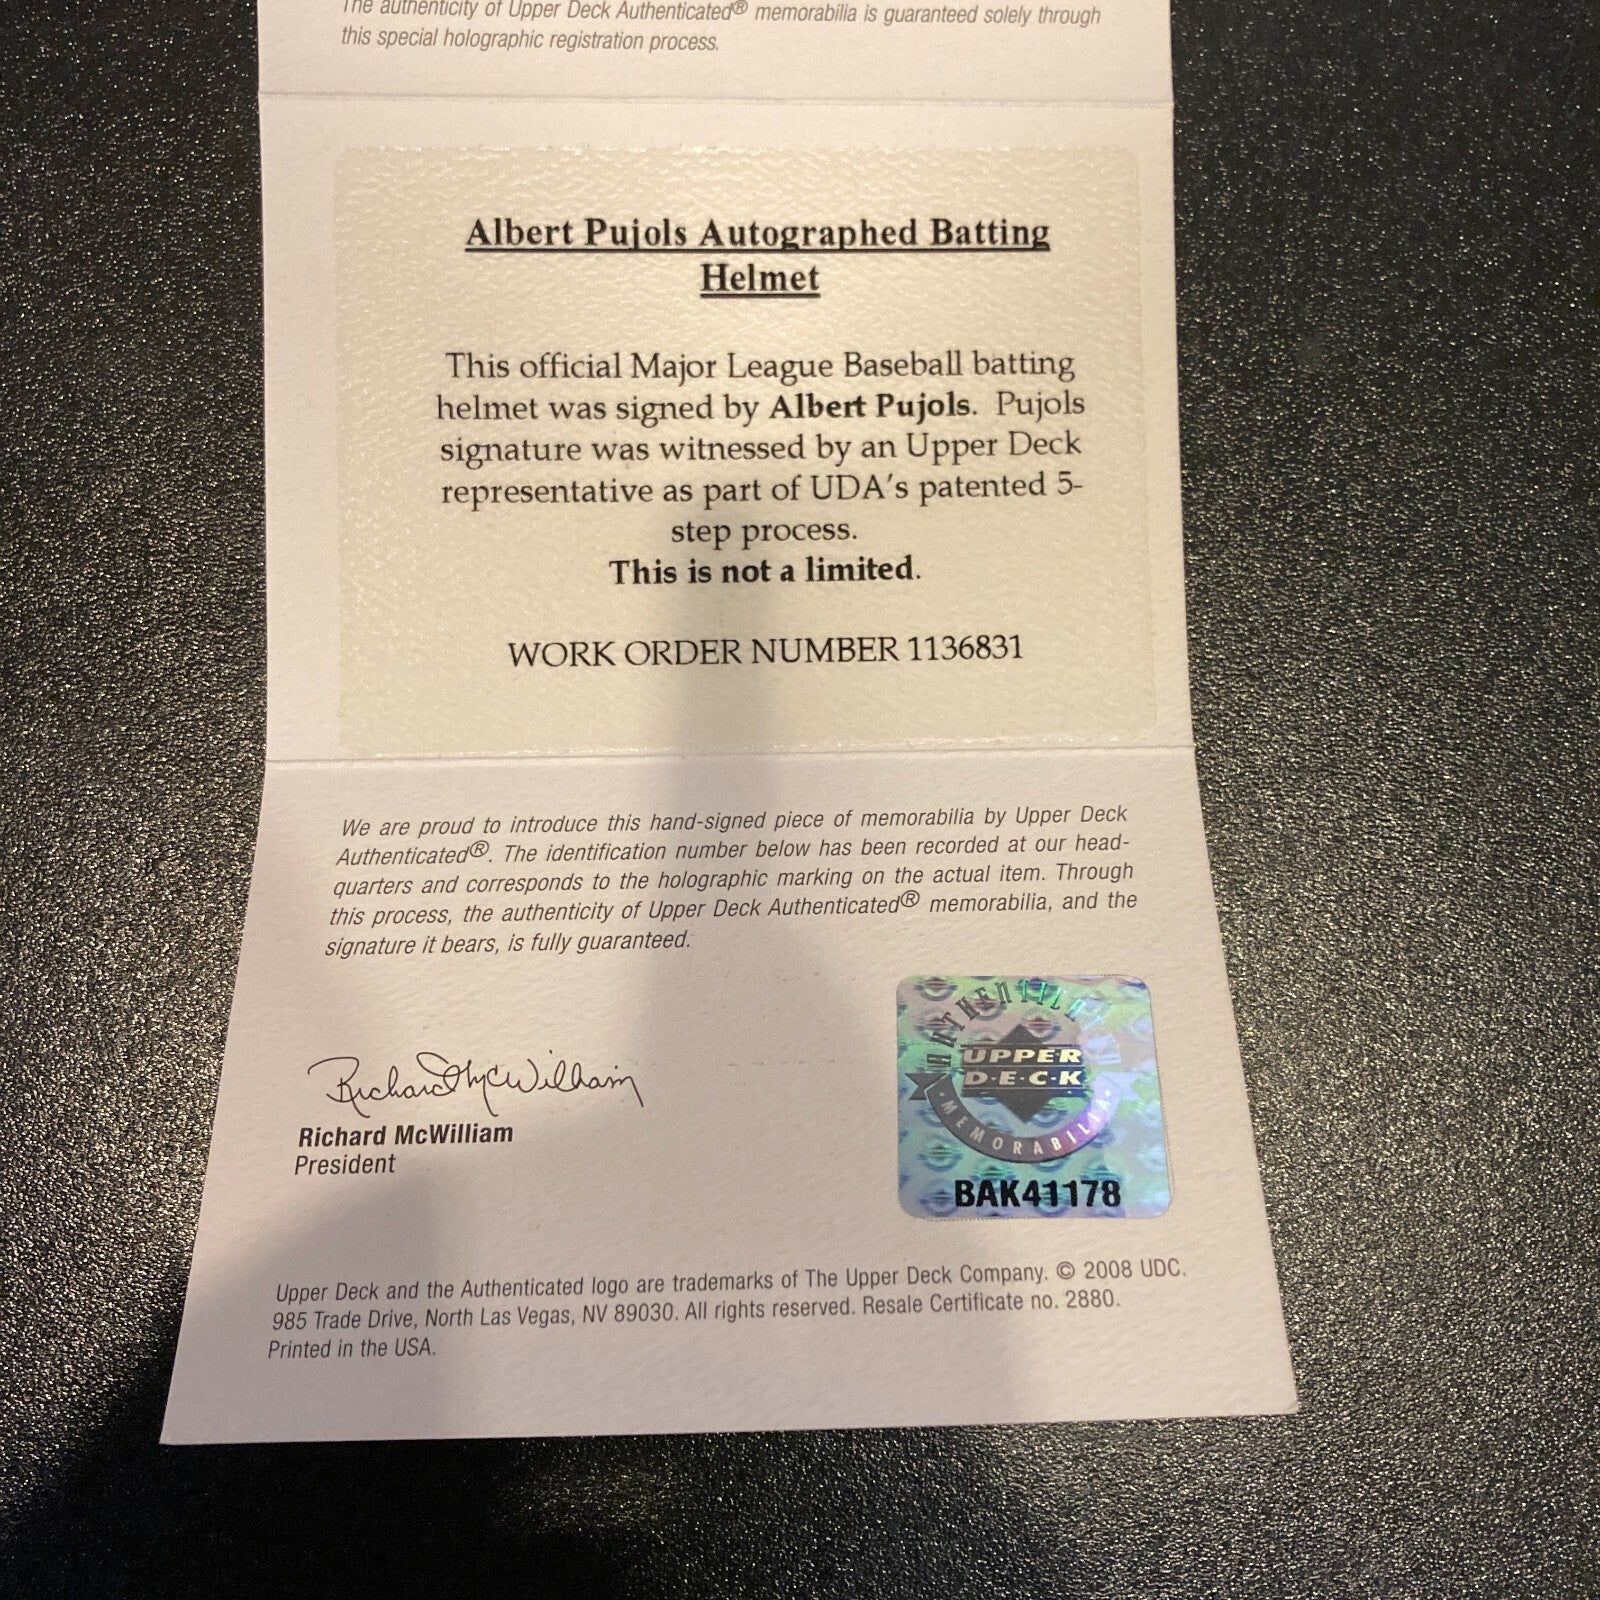 The authenticity of Upper Deck Authenticated® memorabilia is guaranteed solely through
this special holographic registration process.
Albert Pujols Autographed Batting
Helmet
This official Major League Baseball batting
helmet was signed by Albert Pujols. Pujols
signature was witnessed by an Upper Deck
representative as part of UDA's patented 5-
step process.
This is not a limited.
WORK ORDER NUMBER 1136831
We are proud to introduce this hand-signed piece of memorabilia by Upper Deck
Authenticated®. The identification number below has been recorded at our head-
quarters and corresponds to the holographic marking on the actual item. Through
this process, the authenticity of Upper Deck Authenticated® memorabilia, and the
signature it bears, is fully guaranteed.
Richard McWilliam
Richard McWilliam
President
AUTHENTICATED
UPPER
D·E·C·K
·MEMORABILIA·
BAK41178
Upper Deck and the Authenticated logo are trademarks of The Upper Deck Company. © 2008 UDC.
985 Trade Drive, North Las Vegas, NV 89030. All rights reserved. Resale Certificate no. 2880.
Printed in the USA.